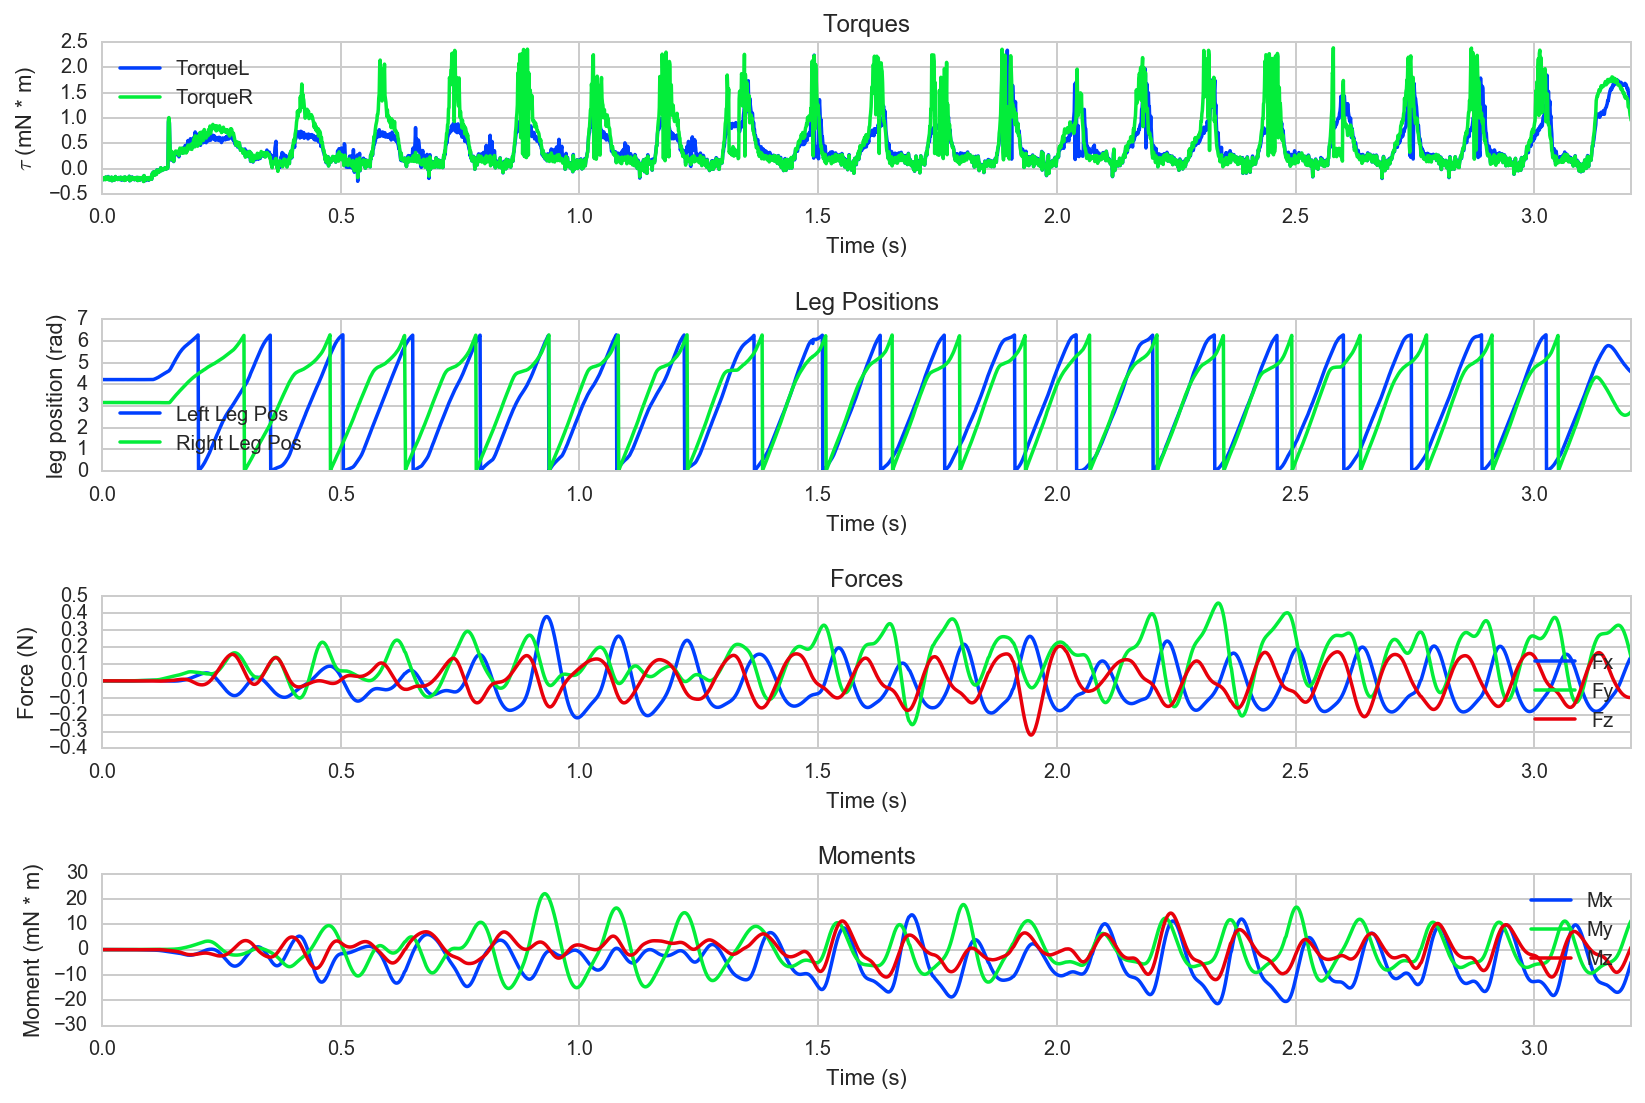 Torques
2.5
2.0
1.5
1.0
0.5
0.0
−0.5
τ (mN * m)
TorqueL
TorqueR
0.0 0.5 1.0 1.5 2.0 2.5 3.0
Time (s)
Leg Positions
7
6
5
4
3
2
1
0
leg position (rad)
Left Leg Pos
Right Leg Pos
0.0 0.5 1.0 1.5 2.0 2.5 3.0
Time (s)
Forces
0.5
0.4
0.3
0.2
0.1
0.0
−0.1
−0.2
−0.3
−0.4
Force (N)
Fx
Fy
Fz
0.0 0.5 1.0 1.5 2.0 2.5 3.0
Time (s)
Moments
30
20
10
0
−10
−20
−30
Moment (mN * m)
Mx
My
Mz
0.0 0.5 1.0 1.5 2.0 2.5 3.0
Time (s)